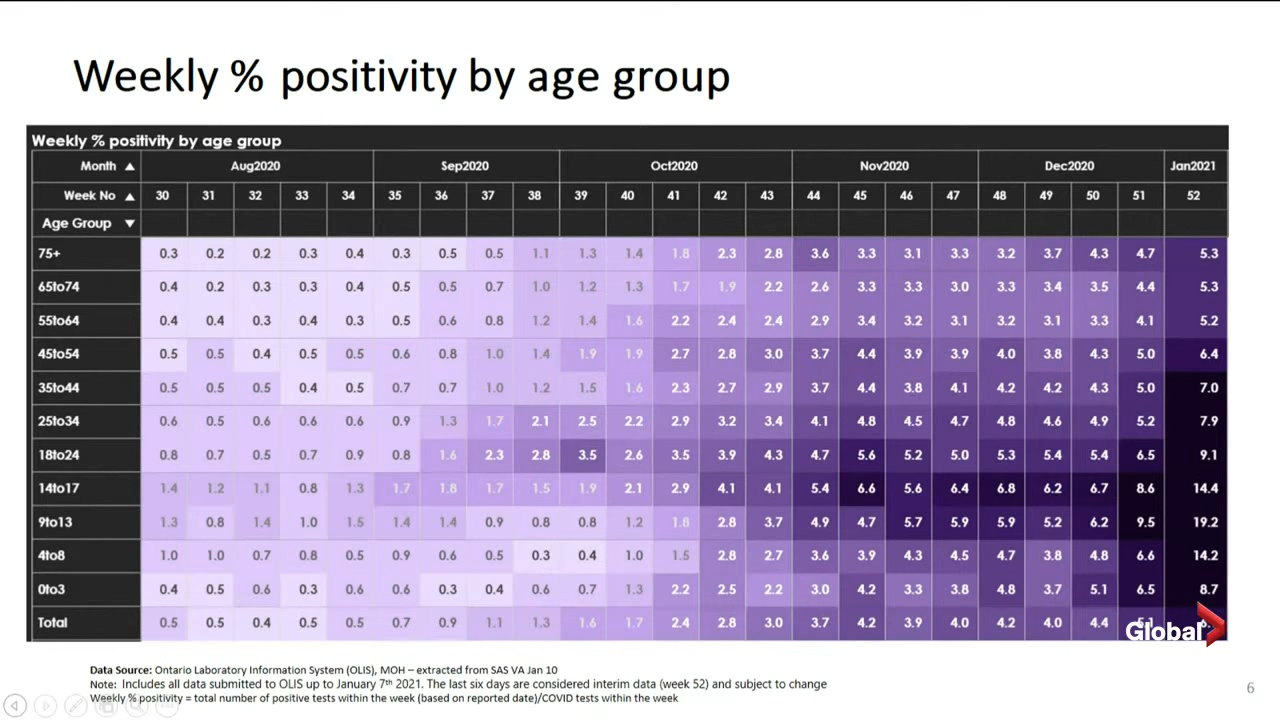 Weekly % positivity by age group
Weekly % positivity by age group
Month ▲ Aug2020 Sep2020 Oct2020 Nov2020 Dec2020 Jan2021
Week No ▲ 30 31 32 33 34 35 36 37 38 39 40 41 42 43 44 45 46 47 48 49 50 51 52
Age Group ▼
75+ 0.3 0.2 0.2 0.3 0.4 0.3 0.5 0.5 1.1 1.3 1.4 1.8 2.3 2.8 3.6 3.3 3.1 3.3 3.2 3.7 4.3 4.7 5.3
65to74 0.4 0.2 0.3 0.3 0.4 0.5 0.5 0.7 1.0 1.2 1.3 1.7 1.9 2.2 2.6 3.3 3.3 3.0 3.3 3.4 3.5 4.4 5.3
55to64 0.4 0.4 0.3 0.4 0.3 0.5 0.6 0.8 1.2 1.4 1.6 2.2 2.4 2.4 2.9 3.4 3.2 3.1 3.2 3.1 3.3 4.1 5.2
45to54 0.5 0.5 0.4 0.5 0.5 0.6 0.8 1.0 1.4 1.9 1.9 2.7 2.8 3.0 3.7 4.4 3.9 3.9 4.0 3.8 4.3 5.0 6.4
35to44 0.5 0.5 0.5 0.4 0.5 0.7 0.7 1.0 1.2 1.5 1.6 2.3 2.7 2.9 3.7 4.4 3.8 4.1 4.2 4.2 4.3 5.0 7.0
25to34 0.6 0.5 0.6 0.6 0.6 0.9 1.3 1.7 2.1 2.5 2.2 2.9 3.2 3.4 4.1 4.8 4.5 4.7 4.8 4.6 4.9 5.2 7.9
18to24 0.8 0.7 0.5 0.7 0.9 0.8 1.6 2.3 2.8 3.5 2.6 3.5 3.9 4.3 4.7 5.6 5.2 5.0 5.3 5.4 5.4 6.5 9.1
14to17 1.4 1.2 1.1 0.8 1.3 1.7 1.8 1.7 1.5 1.9 2.1 2.9 4.1 4.1 5.4 6.6 5.6 6.4 6.8 6.2 6.7 8.6 14.4
9to13 1.3 0.8 1.4 1.0 1.5 1.4 1.4 0.9 0.8 0.8 1.2 1.8 2.8 3.7 4.9 4.7 5.7 5.9 5.9 5.2 6.2 9.5 19.2
4to8 1.0 1.0 0.7 0.8 0.5 0.9 0.6 0.5 0.3 0.4 1.0 1.5 2.8 2.7 3.6 3.9 4.3 4.5 4.7 3.8 4.8 6.6 14.2
0to3 0.4 0.5 0.6 0.3 0.6 0.6 0.3 0.4 0.6 0.7 1.3 2.2 2.5 2.2 3.0 4.2 3.3 3.8 4.8 3.7 5.1 6.5 8.7
Total 0.5 0.5 0.4 0.5 0.5 0.7 0.9 1.1 1.3 1.6 1.7 2.4 2.8 3.0 3.7 4.2 3.9 4.0 4.2 4.0 4.4
Global
Data Source: Ontario Laboratory Information System (OLIS), MOH – extracted from SAS VA Jan 10
Note: Includes all data submitted to OLIS up to January 7th 2021. The last six days are considered interim data (week 52) and subject to change
Weekly % positivity = total number of positive tests within the week (based on reported date)/COVID tests within the week
6